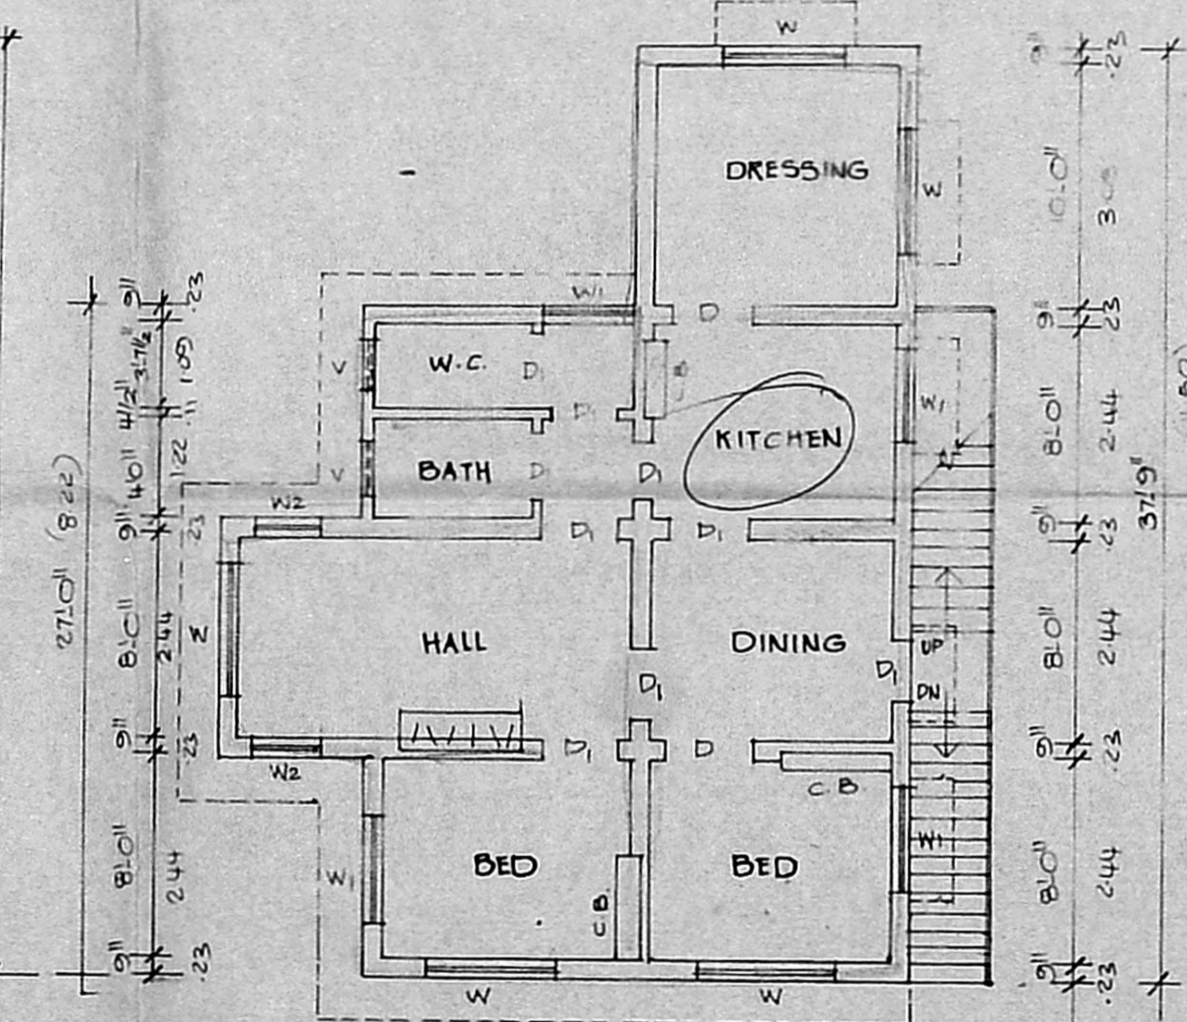 W
DRESSING
W
9"
.23
10'-0"
9"
.23
W1
D
9"
.23
3'-7½"
1.09
4½"
.11
V
W.C.
D1
D1
C.B
W1
8'-0"
2.44
KITCHEN
4'0"
1.22
V
BATH
D1
D1
27'-0" (8.22)
37'-9"
9"
.23
W2
D1
D1
9"
.23
8'-0"
2.44
W
HALL
DINING
UP
8'-0"
2.44
D1
D1
DN
9"
.23
W2
D1
D
9"
.23
C.B
8'-0"
2.44
W1
BED
BED
W1
8'-0"
2.44
C.B.
9"
.23
9"
.23
W
W